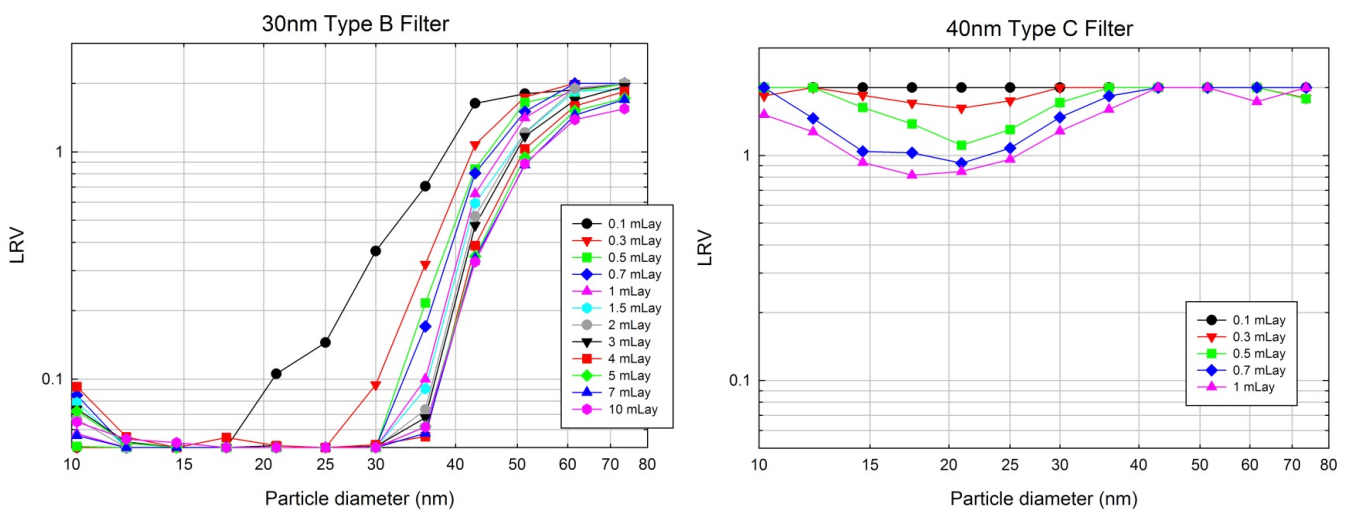 30nm Type B Filter
LRV
1
0.1
10
15
20
25
30
40
50
60
70
80
Particle diameter (nm)
0.1 mLay
0.3 mLay
0.5 mLay
0.7 mLay
1 mLay
1.5 mLay
2 mLay
3 mLay
4 mLay
5 mLay
7 mLay
10 mLay
40nm Type C Filter
LRV
1
0.1
10
15
20
25
30
40
50
60
70
80
Particle diameter (nm)
0.1 mLay
0.3 mLay
0.5 mLay
0.7 mLay
1 mLay